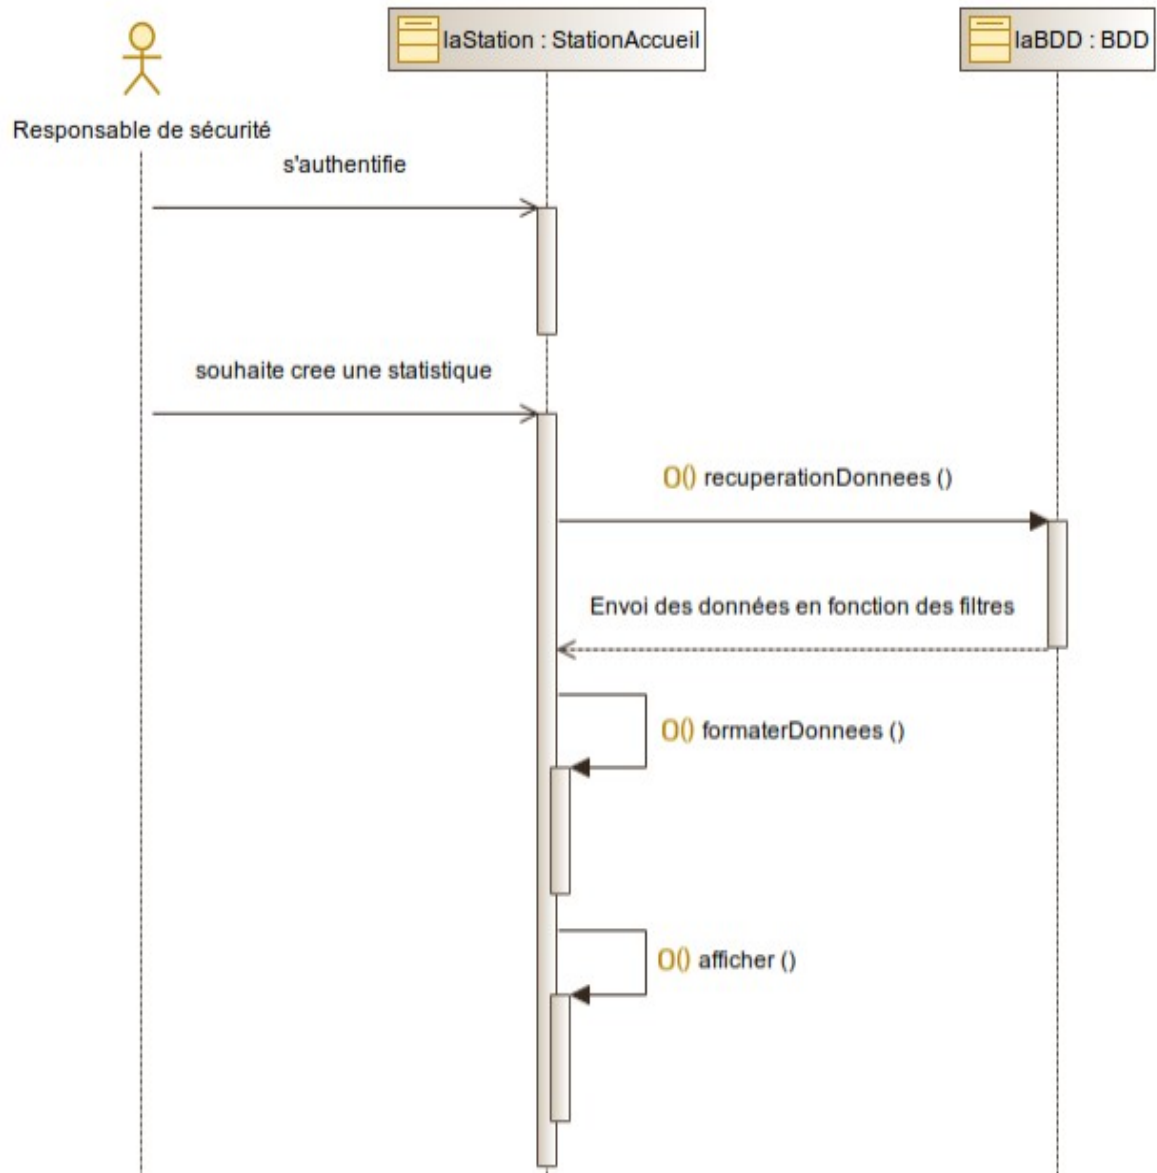 laStation : StationAccueil
laBDD : BDD
Responsable de sécurité
s'authentifie
souhaite cree une statistique
O() recuperationDonnees ()
Envoi des données en fonction des filtres
O() formaterDonnees ()
O() afficher ()